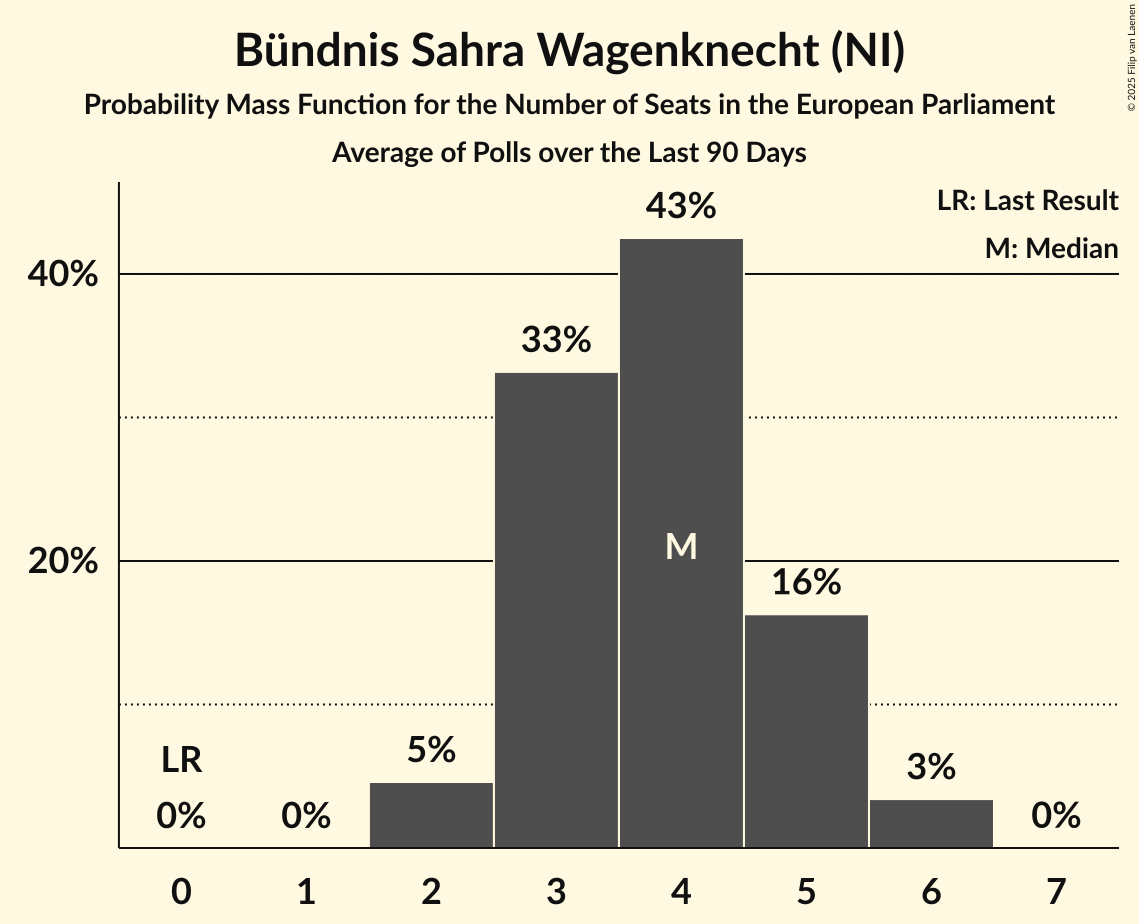 Bündnis Sahra Wagenknecht (NI)
Probability Mass Function for the Number of Seats in the European Parliament
Average of Polls over the Last 90 Days
© 2025 Filip van Laenen
LR: Last Result
M: Median
43%
40%
33%
M
20%
16%
LR
5%
3%
0%
0%
0%
0 1 2 3 4 5 6 7